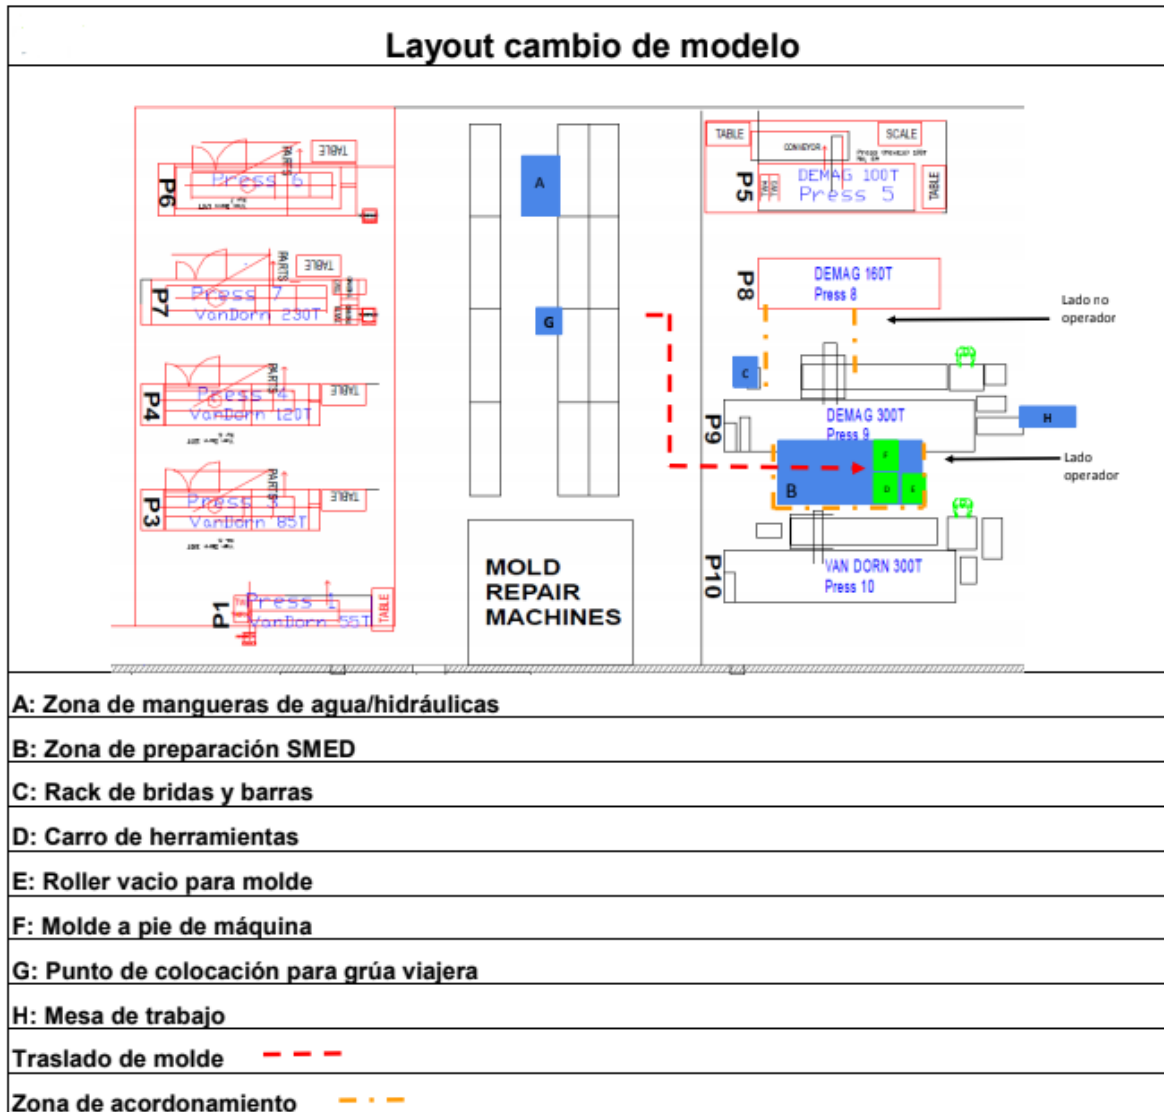 Layout cambio de modelo
TABLE
PARTS
Press 6
P6
TABLE
PARTS
Press 7
VanDorn 230T
P7
TABLE
PARTS
Press 4
VanDorn 120T
P4
TABLE
PARTS
Press 3
VanDorn 85T
P3
Press 1
VanDorn 55T
P1
TABLE
A
G
MOLD
REPAIR
MACHINES
TABLE
SCALE
CONVEYOR
DEMAG 100T
Press 5
P5
TABLE
DEMAG 160T
Press 8
P8
Lado no
operador
C
DEMAG 300T
Press 9
P9
H
Lado
operador
F
B
D
E
VAN DORN 300T
Press 10
P10
A: Zona de mangueras de agua/hidráulicas
B: Zona de preparación SMED
C: Rack de bridas y barras
D: Carro de herramientas
E: Roller vacio para molde
F: Molde a pie de máquina
G: Punto de colocación para grúa viajera
H: Mesa de trabajo
Traslado de molde
Zona de acordonamiento